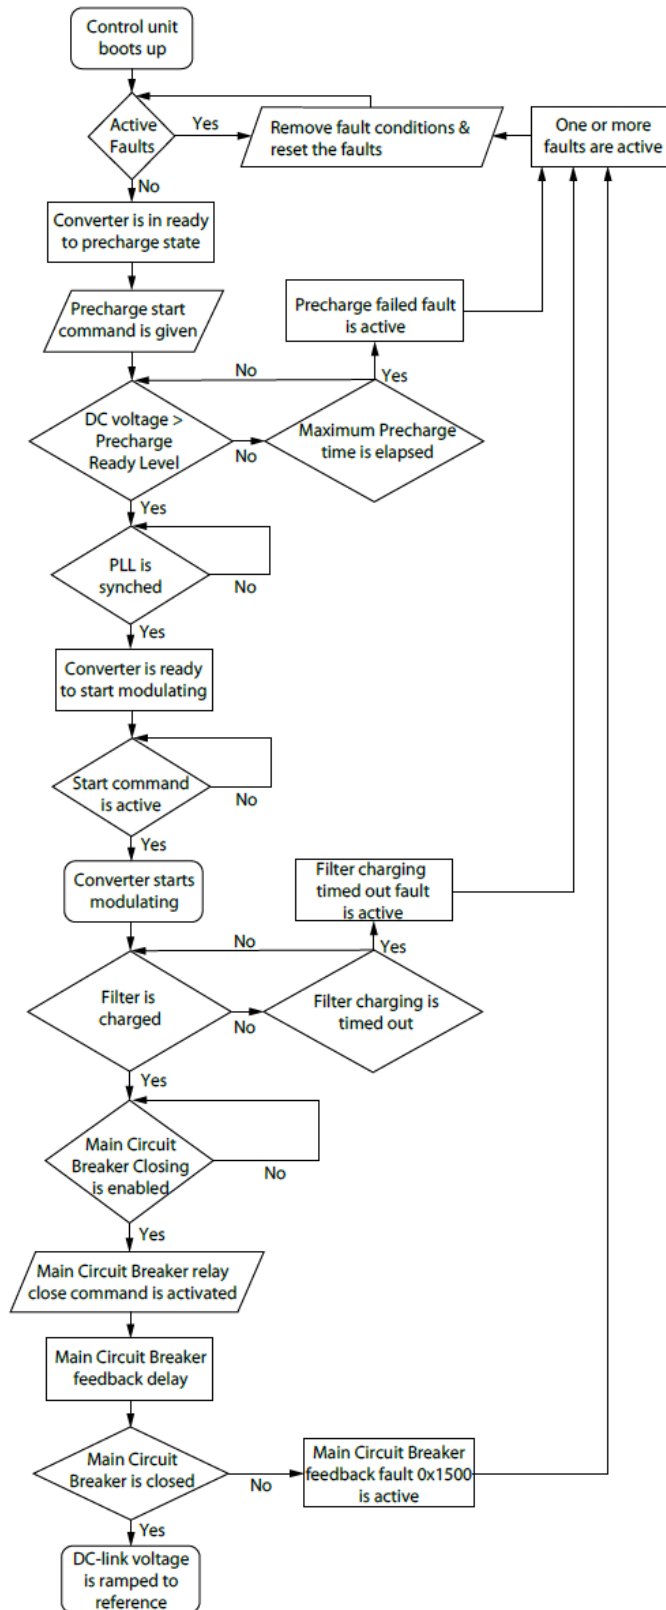 Control unit
boots up
Active
Faults
Yes
Remove fault conditions &
reset the faults
One or more
faults are active
No
Converter is in ready
to precharge state
Precharge start
command is given
Precharge failed fault
is active
No
Yes
DC voltage >
Precharge
Ready Level
No
Maximum Precharge
time is elapsed
Yes
PLL is
synched
No
Yes
Converter is ready
to start modulating
Start command
is active
No
Yes
Converter starts
modulating
Filter charging
timed out fault
is active
No
Yes
Filter is
charged
No
Filter charging is
timed out
Yes
Main Circuit
Breaker Closing
is enabled
No
Yes
Main Circuit Breaker relay
close command is activated
Main Circuit Breaker
feedback delay
Main Circuit
Breaker is closed
No
Main Circuit Breaker
feedback fault 0x1500
is active
Yes
DC-link voltage
is ramped to
reference